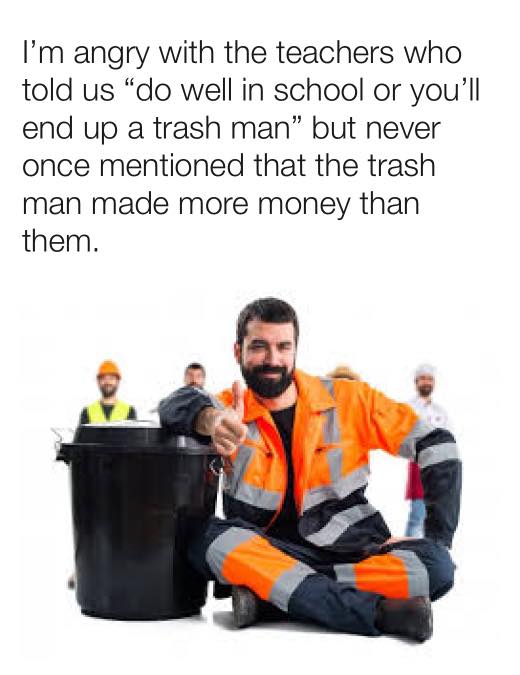 I’m angry with the teachers who
told us “do well in school or you’ll
end up a trash man” but never
once mentioned that the trash
man made more money than
them.